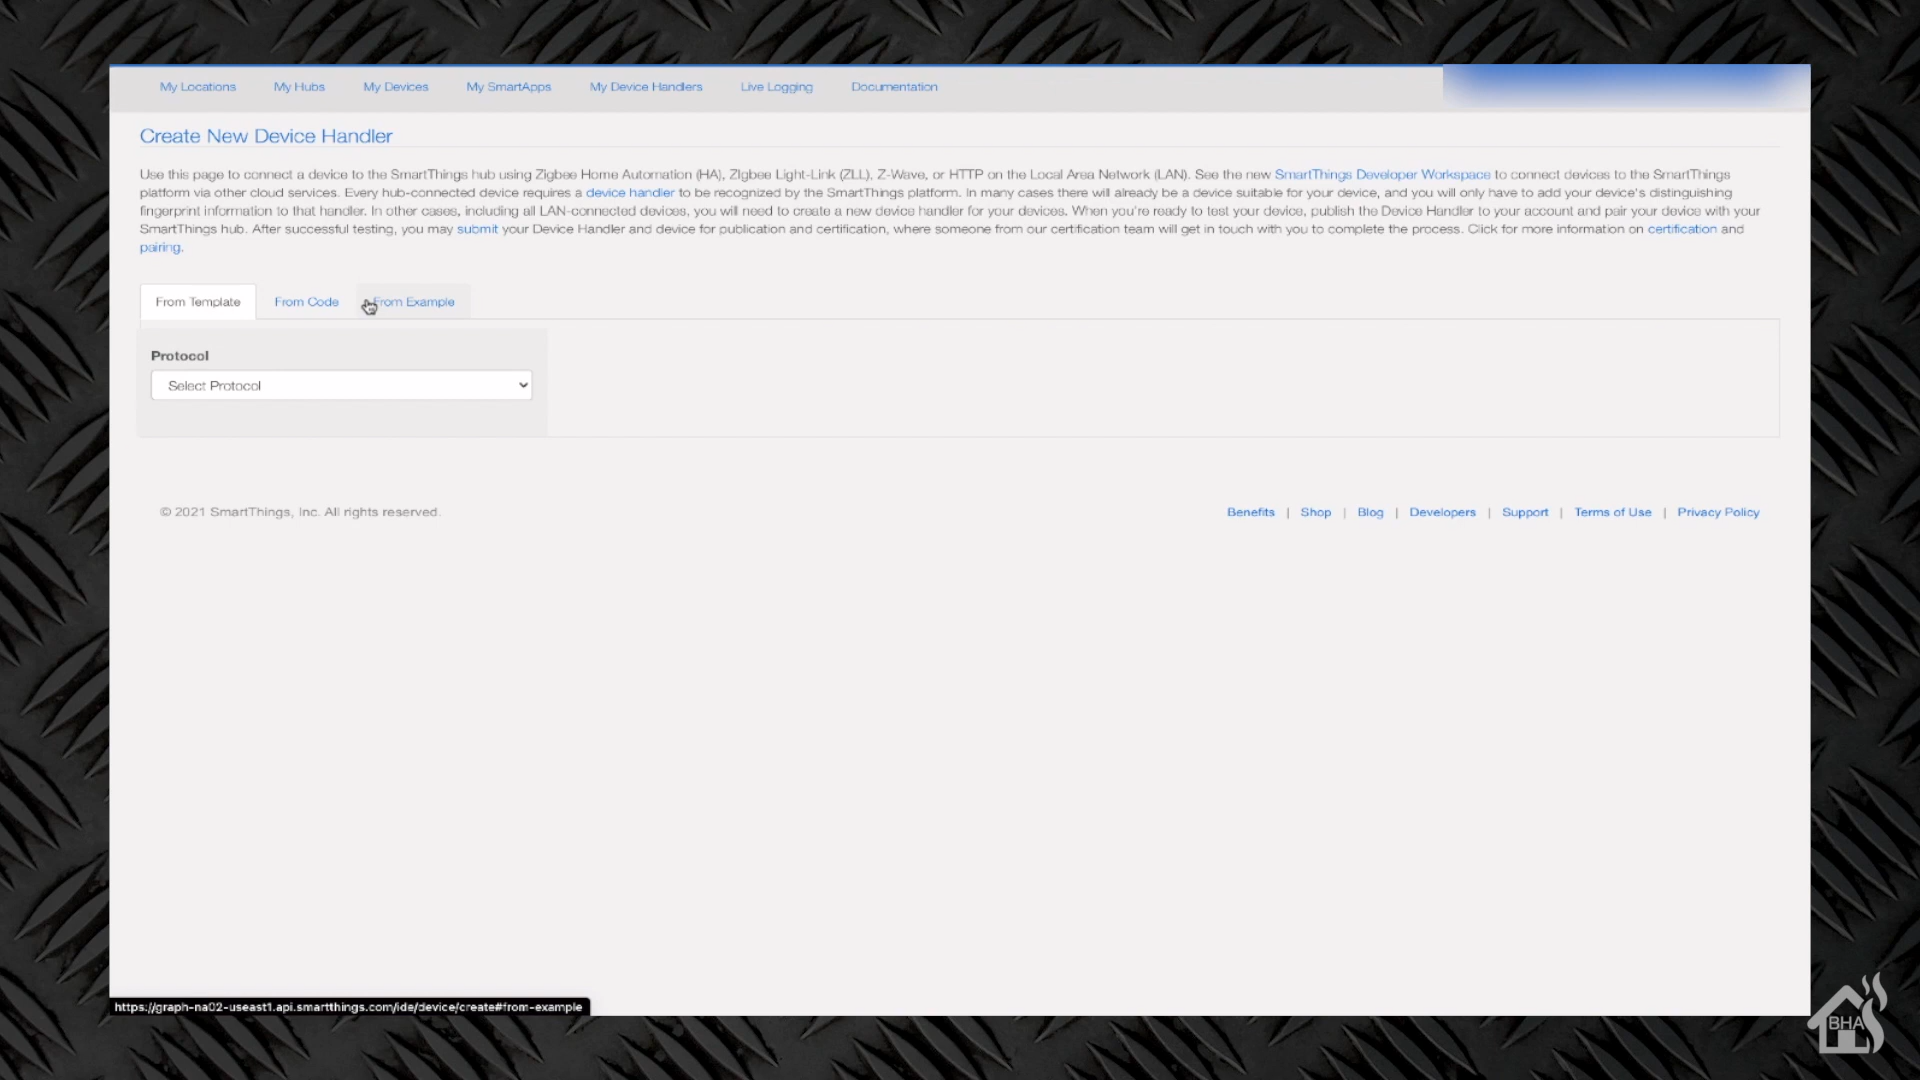 My Locations My Hubs My Devices My SmartApps My Device Handlers Live Logging Documentation
Create New Device Handler
Use this page to connect a device to the SmartThings hub using Zigbee Home Automation (HA), ZIgbee Light-Link (ZLL), Z-Wave, or HTTP on the Local Area Network (LAN). See the new SmartThings Developer Workspace to connect devices to the SmartThings
platform via other cloud services. Every hub-connected device requires a device handler to be recognized by the SmartThings platform. In many cases there will already be a device suitable for your device, and you will only have to add your device's distinguishing
fingerprint information to that handler. In other cases, including all LAN-connected devices, you will need to create a new device handler for your devices. When you're ready to test your device, publish the Device Handler to your account and pair your device with your
SmartThings hub. After successful testing, you may submit your Device Handler and device for publication and certification, where someone from our certification team will get in touch with you to complete the process. Click for more information on certification and
pairing.
From Template From Code From Example
Protocol
Select Protocol
© 2021 SmartThings, Inc. All rights reserved.
Benefits | Shop | Blog | Developers | Support | Terms of Use | Privacy Policy
https://graph-na02-useast1.api.smartthings.com/ide/device/create#from-example
BHA